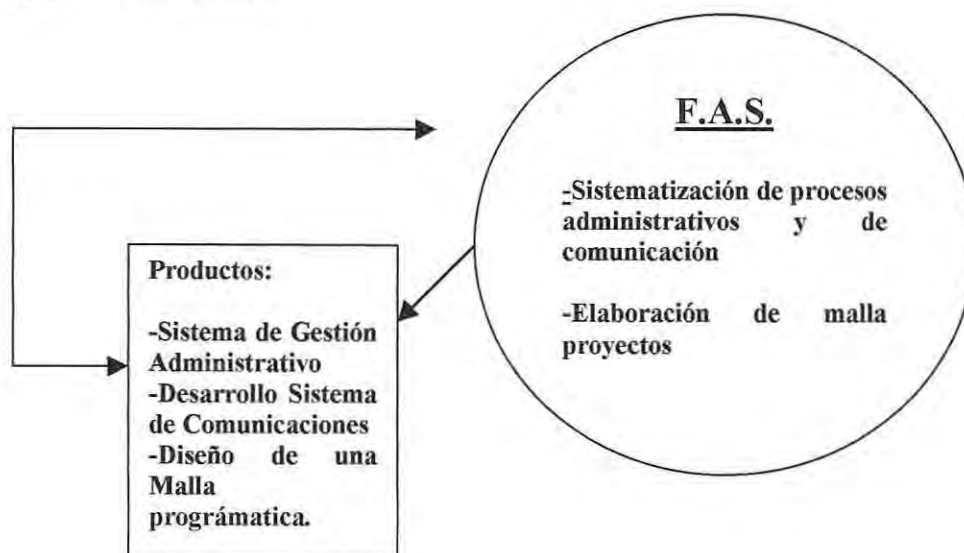 F.A.S.
-Sistematización de procesos
administrativos y de
comunicación
-Elaboración de malla
proyectos
Productos:
-Sistema de Gestión
Administrativo
-Desarrollo Sistema
de Comunicaciones
-Diseño de una
Malla
prográmatica.